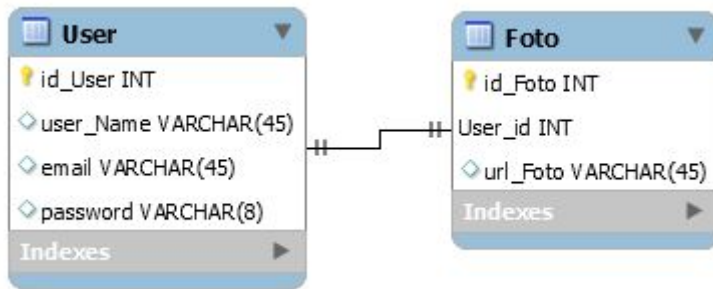 User
id_User INT
user_Name VARCHAR(45)
email VARCHAR(45)
password VARCHAR(8)
Indexes
Foto
id_Foto INT
User_id INT
url_Foto VARCHAR(45)
Indexes